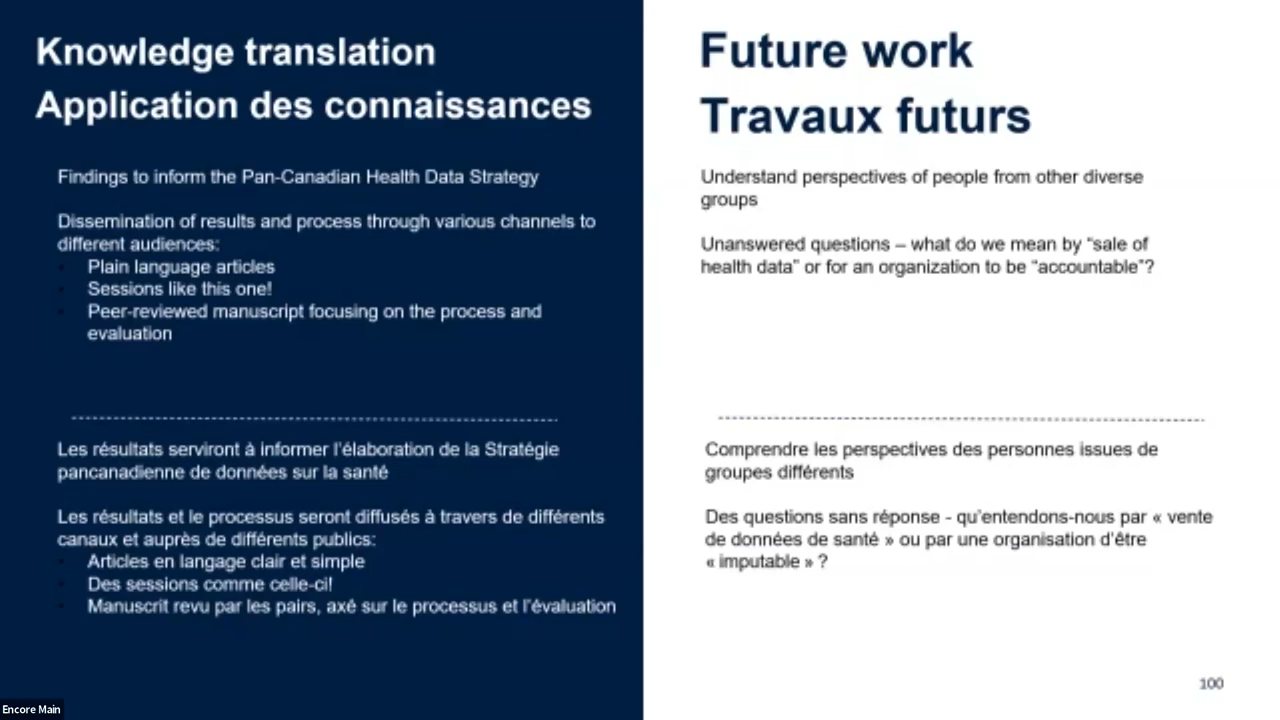 Knowledge translation
Application des connaissances
Findings to inform the Pan-Canadian Health Data Strategy
Dissemination of results and process through various channels to
different audiences:
Plain language articles
Sessions like this one!
Peer-reviewed manuscript focusing on the process and
evaluation
Les résultats serviront à informer l'élaboration de la Stratégie
pancanadienne de données sur la santé
Les résultats et le processus seront diffusés à travers de différents
canaux et auprès de différents publics:
Articles en langage clair et simple
Des sessions comme celle-ci!
Manuscrit revu par les pairs, axé sur le processus et l'évaluation
Future work
Travaux futurs
Understand perspectives of people from other diverse
groups
Unanswered questions – what do we mean by “sale of
health data” or for an organization to be “accountable”?
Comprendre les perspectives des personnes issues de
groupes différents
Des questions sans réponse - qu'entendons-nous par « vente
de données de santé » ou par une organisation d'être
« imputable » ?
100
Encore Main